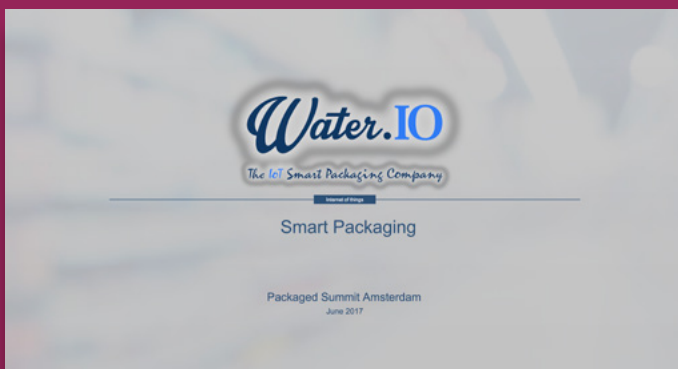 Water.IO
The IoT Smart Packaging Company
Internet of things
Smart Packaging
Packaged Summit Amsterdam
June 2017